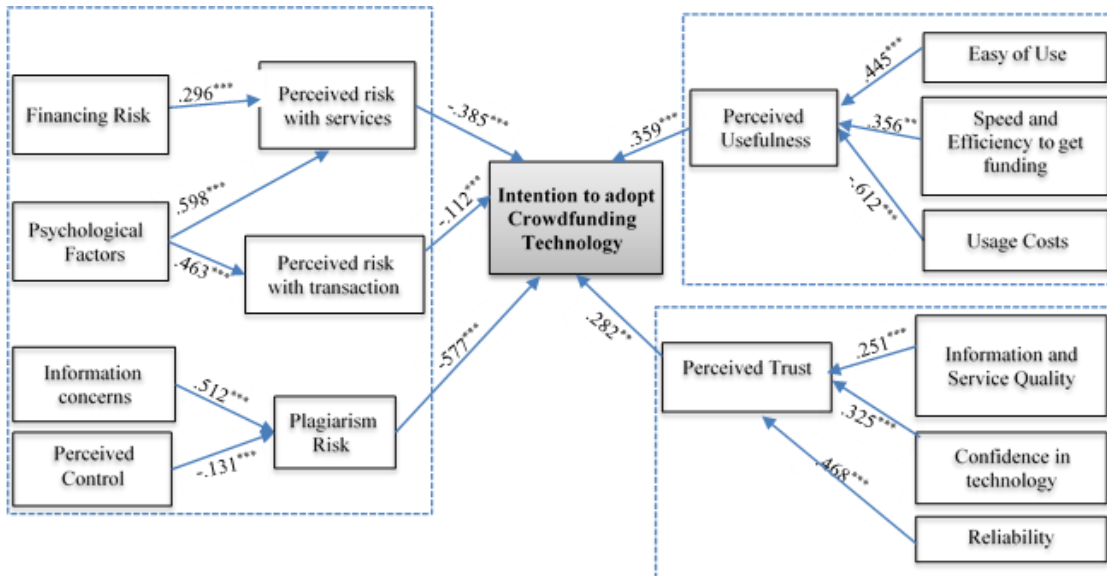 Financing Risk
.296***
Perceived risk
with services
-.385***
Psychological
Factors
.598***
.463***
Perceived risk
with transaction
-.112***
Information
concerns
.512***
Perceived
Control
-.131***
Plagiarism
Risk
-577***
Intention to adopt
Crowdfunding
Technology
.359***
Perceived
Usefulness
.445***
Easy of Use
.356**
Speed and
Efficiency to get
funding
-.612***
Usage Costs
.282**
Perceived Trust
.251***
Information and
Service Quality
.325***
Confidence in
technology
.468***
Reliability